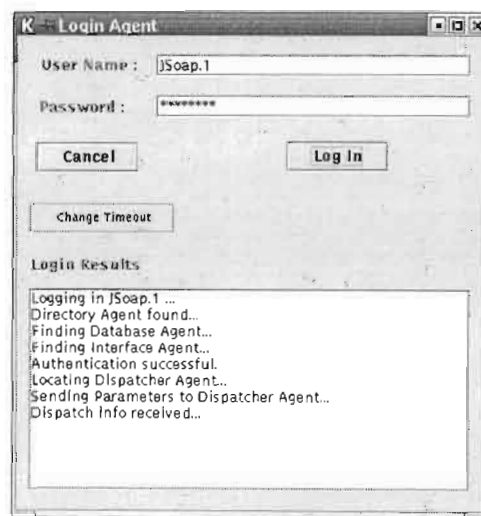 K Login Agent
User Name : JSoap.1
Password : ********
Cancel Log In
Change Timeout
Login Results
Logging in JSoap.1 ...
Directory Agent found...
Finding Database Agent...
Finding Interface Agent...
Authentication successful.
Locating Dispatcher Agent...
Sending Parameters to Dispatcher Agent...
Dispatch Info received...